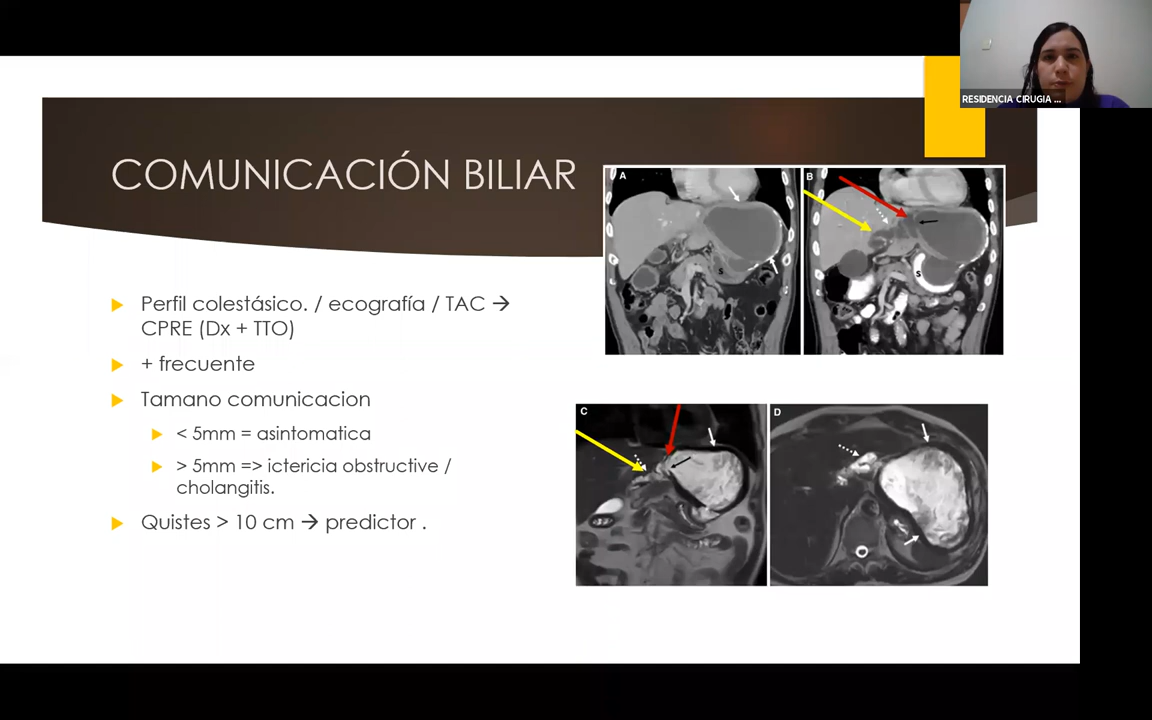 RESIDENCIA CIRUGIA ...
COMUNICACIÓN BILIAR
Perfil colestásico. / ecografía / TAC →
CPRE (Dx + TTO)
+ frecuente
Tamano comunicacion
< 5mm = asintomatica
> 5mm => ictericia obstructive /
cholangitis.
Quistes > 10 cm → predictor .
A
S
B
S
C
D